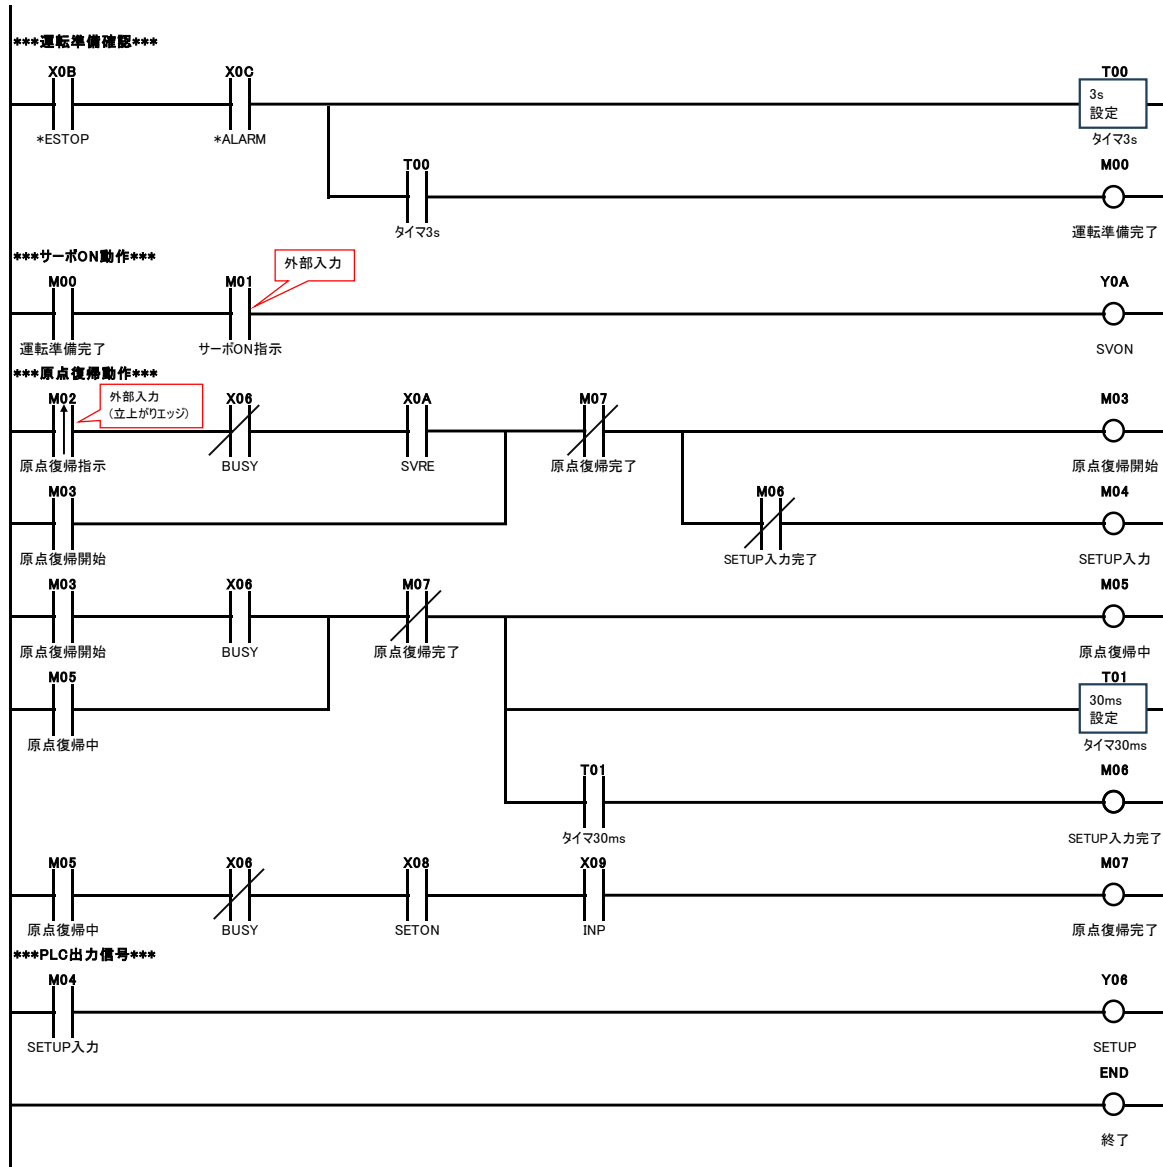 ***運転準備確認***
X0B X0C T00
3s
設定
*ESTOP *ALARM タイマ3s
T00 M00
タイマ3s 運転準備完了
***サーボON動作***
外部入力
M00 M01 Y0A
運転準備完了 サーボON指示 SVON
***原点復帰動作***
M02 X06 X0A M07 M03
外部入力
(立上がりエッジ)
原点復帰指示 BUSY SVRE 原点復帰完了 原点復帰開始
M03 M06 M04
原点復帰開始 SETUP入力完了 SETUP入力
M03 X06 M07 M05
原点復帰開始 BUSY 原点復帰完了 原点復帰中
M05 T01
30ms
設定
原点復帰中 タイマ30ms
T01 M06
タイマ30ms SETUP入力完了
M05 X06 X08 X09 M07
原点復帰中 BUSY SETON INP 原点復帰完了
***PLC出力信号***
M04 Y06
SETUP入力 SETUP
END
終了